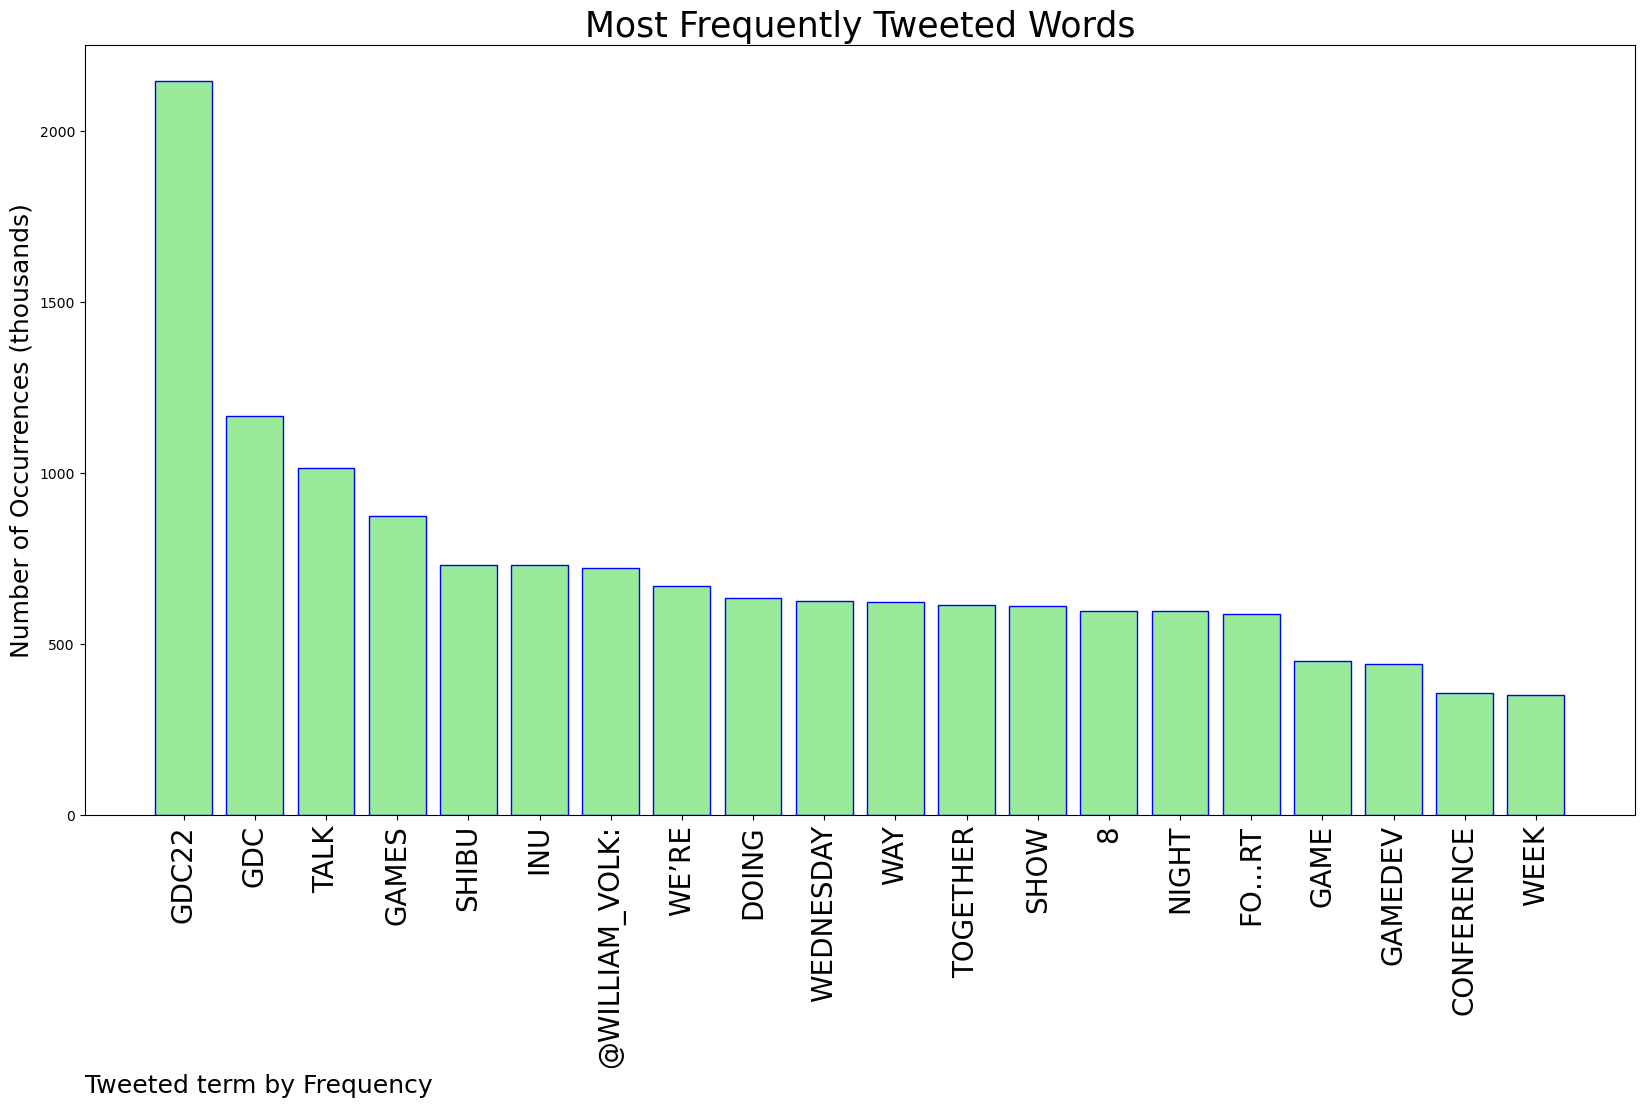 Most Frequently Tweeted Words
Number of Occurrences (thousands)
2000
1500
1000
500
0
GDC22
GDC
TALK
GAMES
SHIBU
INU
@WILLIAM_VOLK:
WE’RE
DOING
WEDNESDAY
WAY
TOGETHER
SHOW
8
NIGHT
FO…RT
GAME
GAMEDEV
CONFERENCE
WEEK
Tweeted term by Frequency